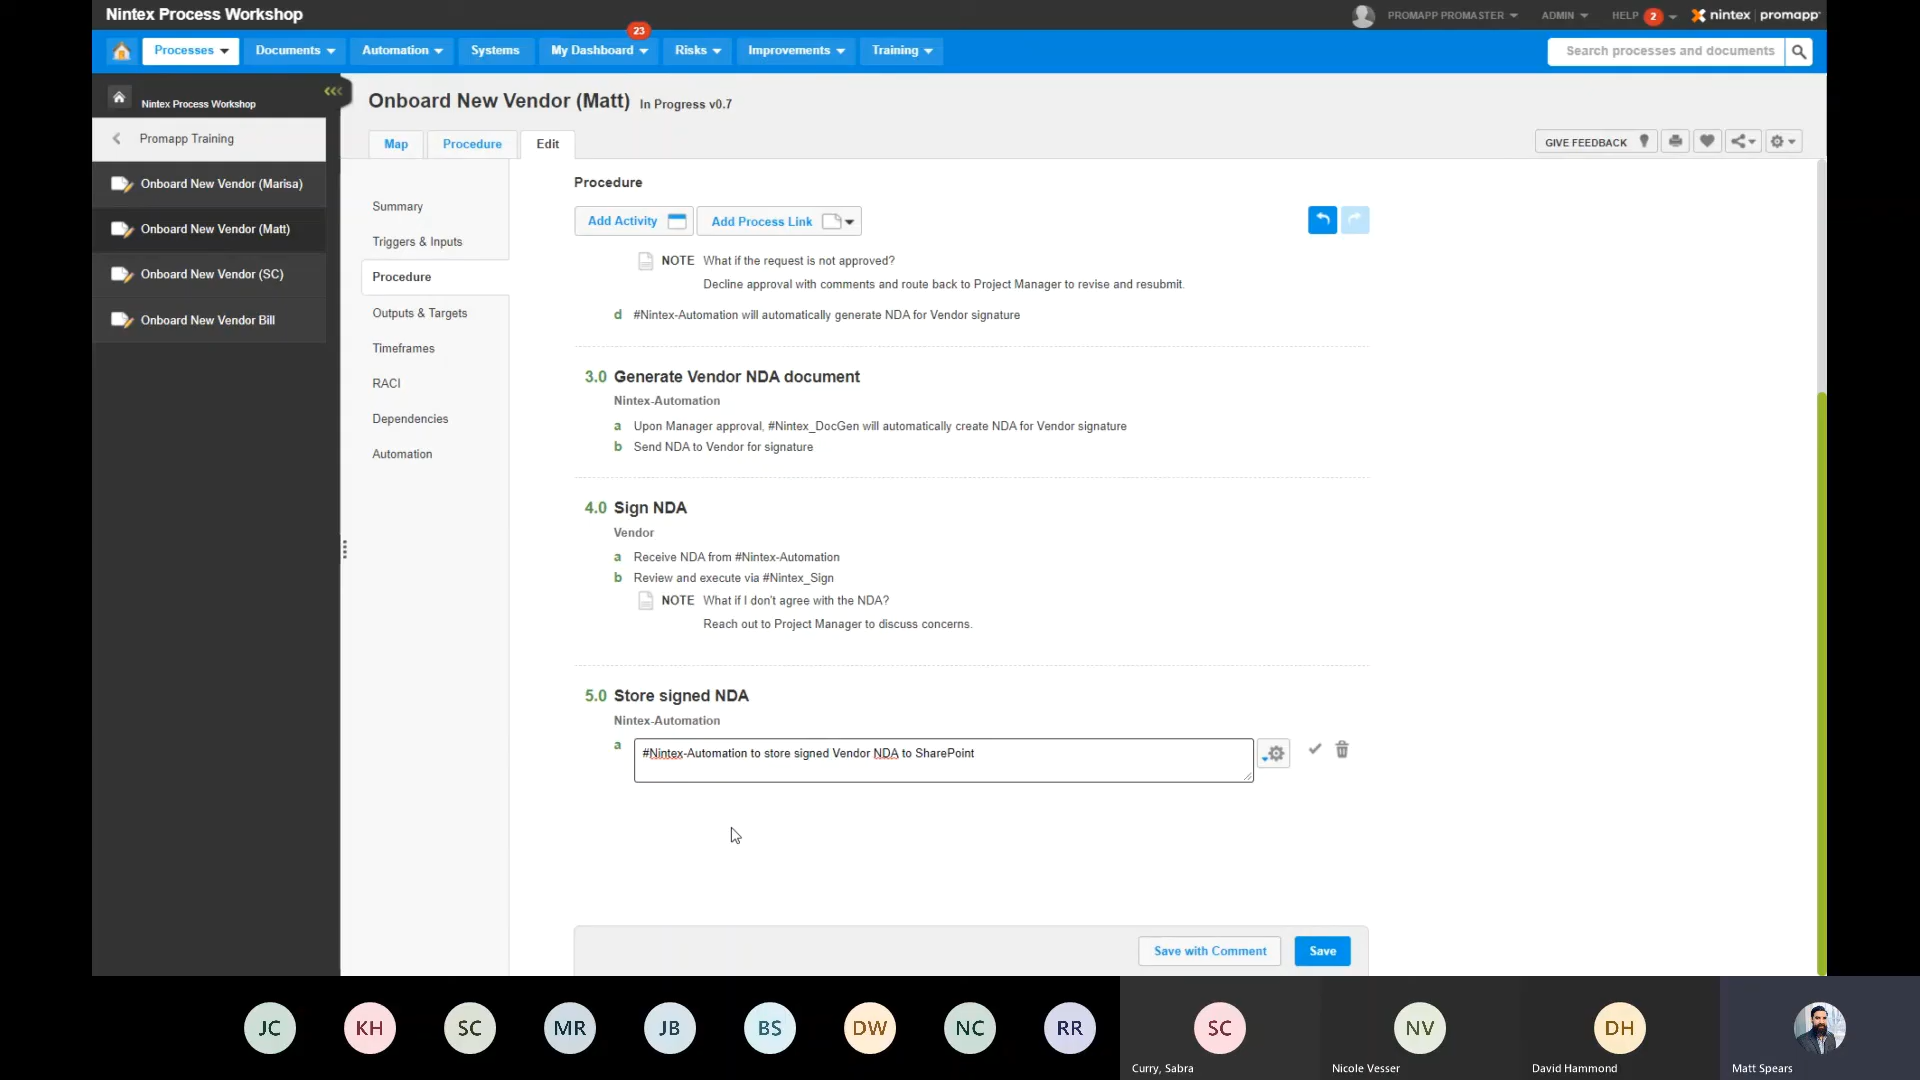 Nintex Process Workshop
PROMAPP PROMASTER
ADMIN
HELP 2
nintex | promapp
Processes
Documents
Automation
Systems
My Dashboard
23
Risks
Improvements
Training
Search processes and documents
Nintex Process Workshop
Promapp Training
Onboard New Vendor (Marisa)
Onboard New Vendor (Matt)
Onboard New Vendor (SC)
Onboard New Vendor Bill
Onboard New Vendor (Matt) In Progress v0.7
Map
Procedure
Edit
GIVE FEEDBACK
Summary
Triggers & Inputs
Procedure
Outputs & Targets
Timeframes
RACI
Dependencies
Automation
Procedure
Add Activity
Add Process Link
NOTE What if the request is not approved?
Decline approval with comments and route back to Project Manager to revise and resubmit.
d #Nintex-Automation will automatically generate NDA for Vendor signature
3.0 Generate Vendor NDA document
Nintex-Automation
a Upon Manager approval, #Nintex_DocGen will automatically create NDA for Vendor signature
b Send NDA to Vendor for signature
4.0 Sign NDA
Vendor
a Receive NDA from #Nintex-Automation
b Review and execute via #Nintex_Sign
NOTE What if I don't agree with the NDA?
Reach out to Project Manager to discuss concerns.
5.0 Store signed NDA
Nintex-Automation
a #Nintex-Automation to store signed Vendor NDA to SharePoint
Save with Comment
Save
JC
KH
SC
MR
JB
BS
DW
NC
RR
SC
NV
DH
Curry, Sabra
Nicole Vesser
David Hammond
Matt Spears